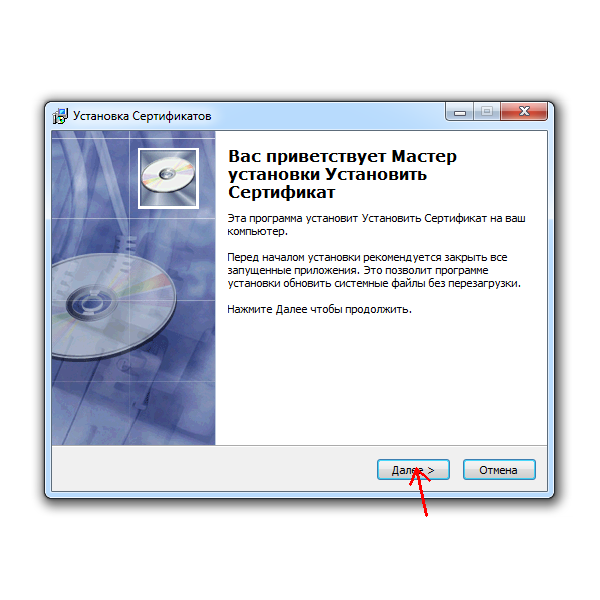 Установка Сертификатов
Вас приветствует Мастер
установки Установить
Сертификат
Эта программа установит Установить Сертификат на ваш
компьютер.
Перед началом установки рекомендуется закрыть все
запущенные приложения. Это позволит программе
установки обновить системные файлы без перезагрузки.
Нажмите Далее чтобы продолжить.
Далее >
Отмена